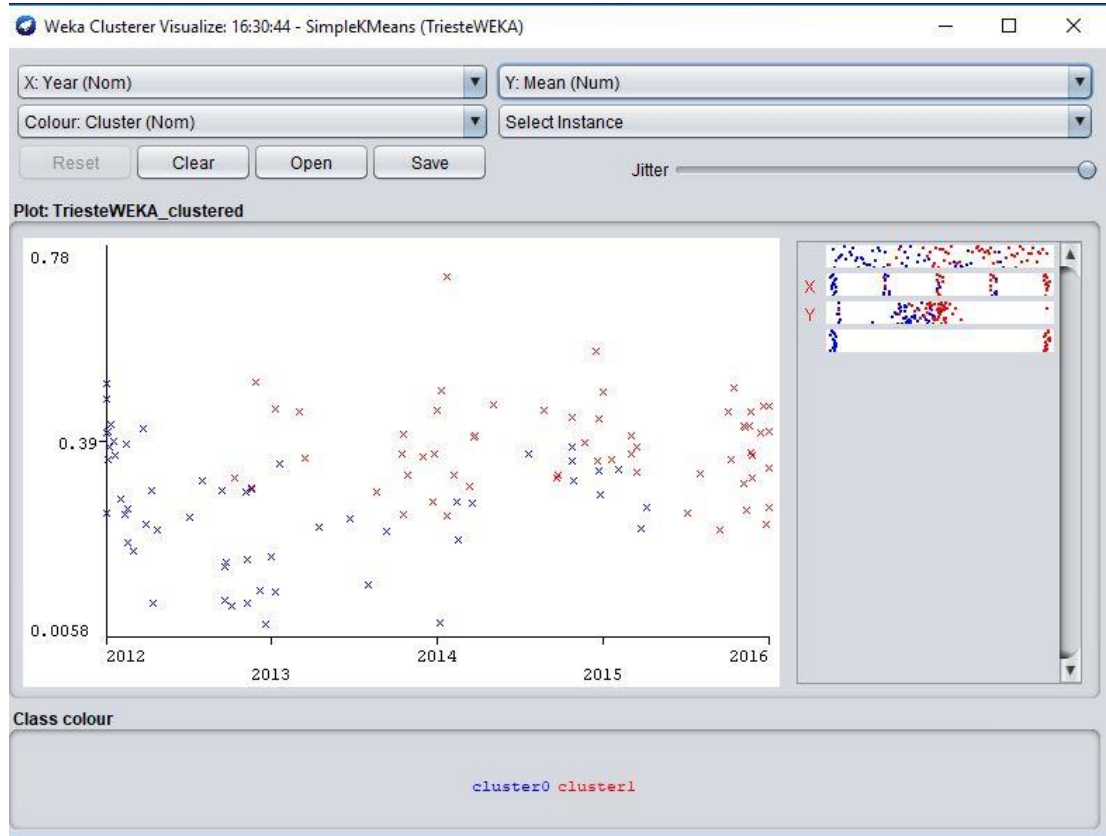 Weka Clusterer Visualize: 16:30:44 - SimpleKMeans (TriesteWEKA)
X: Year (Nom)
Y: Mean (Num)
Colour: Cluster (Nom)
Select Instance
Reset
Clear
Open
Save
Jitter
Plot: TriesteWEKA_clustered
0.78
0.39
0.0058
2012
2013
2014
2015
2016
X
Y
Class colour
cluster0 cluster1